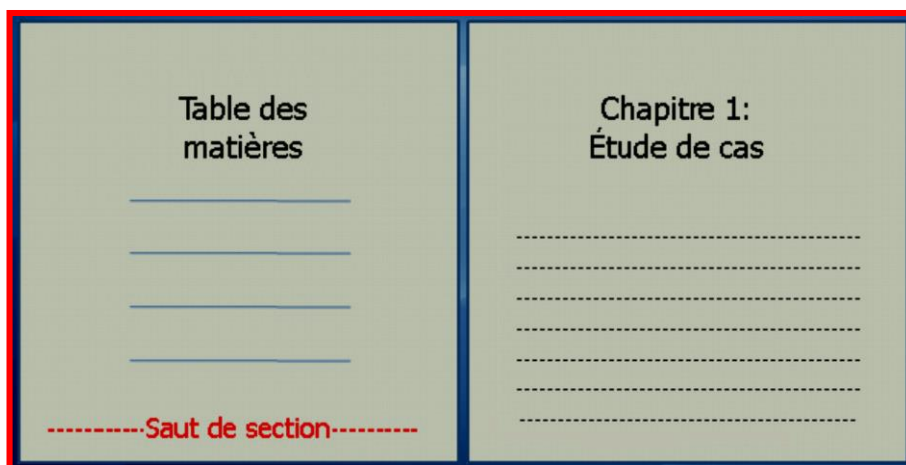 Table des
matières
Saut de section
Chapitre 1:
Étude de cas